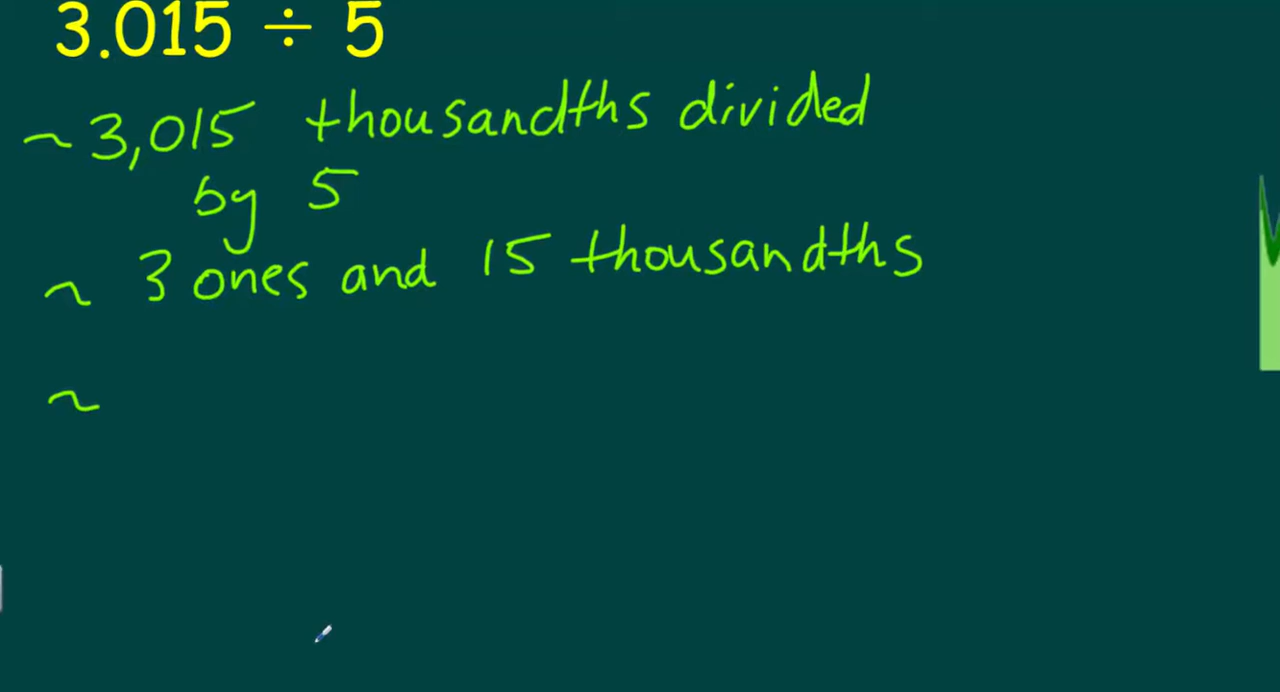 3.015 ÷ 5
~ 3,015 thousandths divided
by 5
~ 3 ones and 15 thousandths
~